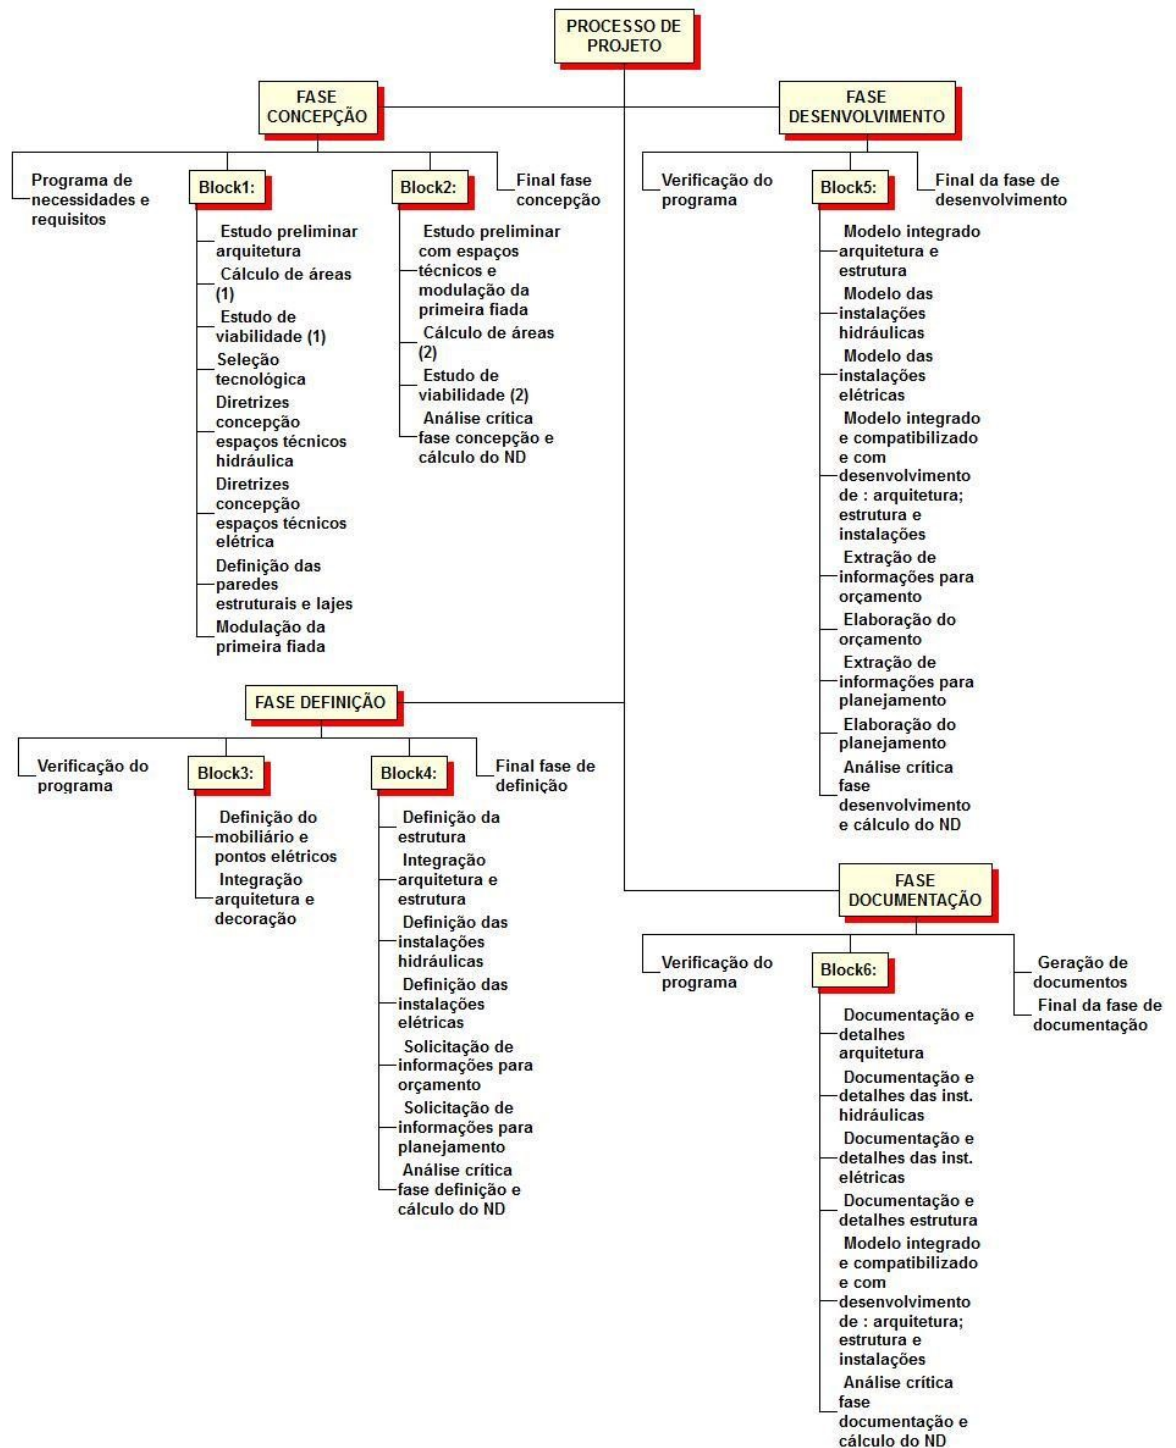 PROCESSO DE
PROJETO
FASE
CONCEPÇÃO
Programa de
necessidades e
requisitos
Block1:
Estudo preliminar
arquitetura
Cálculo de áreas
(1)
Estudo de
viabilidade (1)
Seleção
tecnológica
Diretrizes
concepção
espaços técnicos
hidráulica
Diretrizes
concepção
espaços técnicos
elétrica
Definição das
paredes
estruturais e lajes
Modulação da
primeira fiada
Block2:
Estudo preliminar
com espaços
técnicos e
modulação da
primeira fiada
Cálculo de áreas
(2)
Estudo de
viabilidade (2)
Análise crítica
fase concepção e
cálculo do ND
Final fase
concepção
FASE
DESENVOLVIMENTO
Verificação do
programa
Block5:
Modelo integrado
arquitetura e
estrutura
Modelo das
instalações
hidráulicas
Modelo das
instalações
elétricas
Modelo integrado
e compatibilizado
e com
desenvolvimento
de : arquitetura;
estrutura e
instalações
Extração de
informações para
orçamento
Elaboração do
orçamento
Extração de
informações para
planejamento
Elaboração do
planejamento
Análise crítica
fase
desenvolvimento
e cálculo do ND
Final da fase de
desenvolvimento
FASE DEFINIÇÃO
Verificação do
programa
Block3:
Definição do
mobiliário e
pontos elétricos
Integração
arquitetura e
decoração
Block4:
Definição da
estrutura
Integração
arquitetura e
estrutura
Definição das
instalações
hidráulicas
Definição das
instalações
elétricas
Solicitação de
informações para
orçamento
Solicitação de
informações para
planejamento
Análise crítica
fase definição e
cálculo do ND
Final fase de
definição
FASE
DOCUMENTAÇÃO
Verificação do
programa
Block6:
Documentação e
detalhes
arquitetura
Documentação e
detalhes das inst.
hidráulicas
Documentação e
detalhes das inst.
elétricas
Documentação e
detalhes estrutura
Modelo integrado
e compatibilizado
e com
desenvolvimento
de : arquitetura;
estrutura e
instalações
Análise crítica
fase
documentação e
cálculo do ND
Geração de
documentos
Final da fase de
documentação